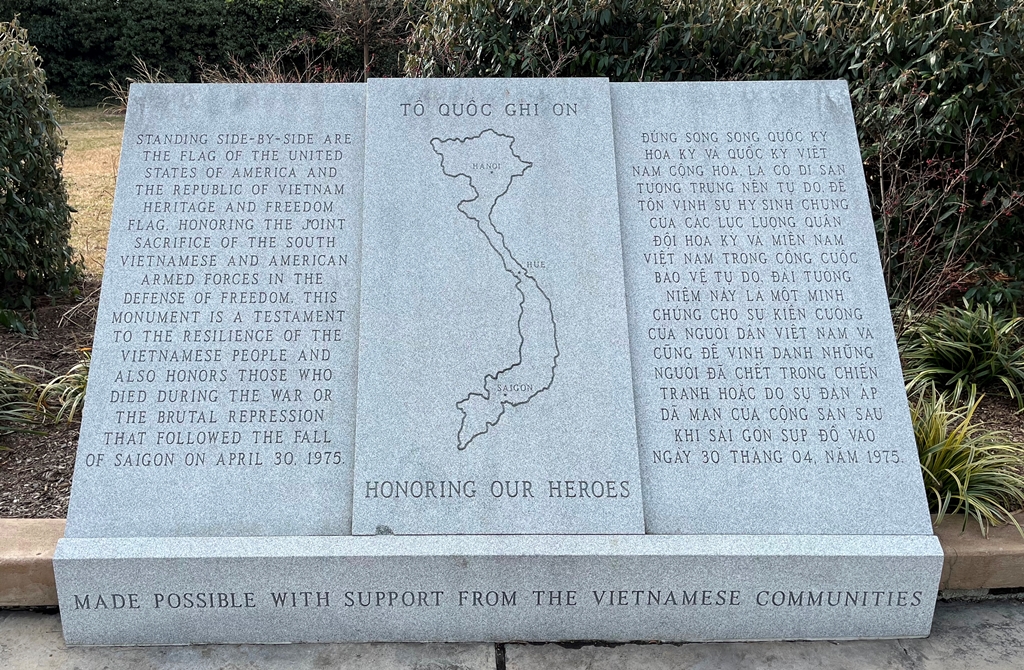 STANDING SIDE-BY-SIDE ARE
THE FLAG OF THE UNITED
STATES OF AMERICA AND
THE REPUBLIC OF VIETNAM
HERITAGE AND FREEDOM
FLAG, HONORING THE JOINT
SACRIFICE OF THE SOUTH
VIETNAMESE AND AMERICAN
ARMED FORCES IN THE
DEFENSE OF FREEDOM. THIS
MONUMENT IS A TESTAMENT
TO THE RESILIENCE OF THE
VIETNAMESE PEOPLE AND
ALSO HONORS THOSE WHO
DIED DURING THE WAR OR
THE BRUTAL REPRESSION
THAT FOLLOWED THE FALL
OF SAIGON ON APRIL 30, 1975.
TỔ QUỐC GHI ƠN
HANOI
HUE
SAIGON
HONORING OUR HEROES
ĐỨNG SONG SONG QUỐC KỲ
HOA KỲ VÀ QUỐC KỲ VIỆT
NAM CỘNG HÒA, LÁ CỜ DI SẢN
TƯỢNG TRƯNG NỀN TỰ DO, ĐỂ
TÔN VINH SỰ HY SINH CHUNG
CỦA CÁC LỰC LƯỢNG QUÂN
ĐỘI HOA KỲ VÀ MIỀN NAM
VIỆT NAM TRONG CÔNG CUỘC
BẢO VỆ TỰ DO. ĐÀI TƯỞNG
NIỆM NÀY LÀ MỘT MINH
CHỨNG CHO SỰ KIÊN CƯỜNG
CỦA NGƯỜI DÂN VIỆT NAM VÀ
CŨNG ĐỂ VINH DANH NHỮNG
NGƯỜI ĐÃ CHẾT TRONG CHIẾN
TRANH HOẶC DO SỰ ĐÀN ÁP
DÃ MAN CỦA CỘNG SẢN SAU
KHI SÀI GÒN SỤP ĐỔ VÀO
NGÀY 30 THÁNG 04, NĂM 1975.
MADE POSSIBLE WITH SUPPORT FROM THE VIETNAMESE COMMUNITIES